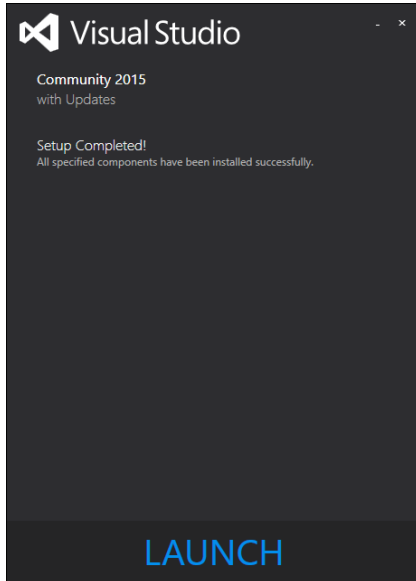 Visual Studio
Community 2015
with Updates
Setup Completed!
All specified components have been installed successfully.
LAUNCH